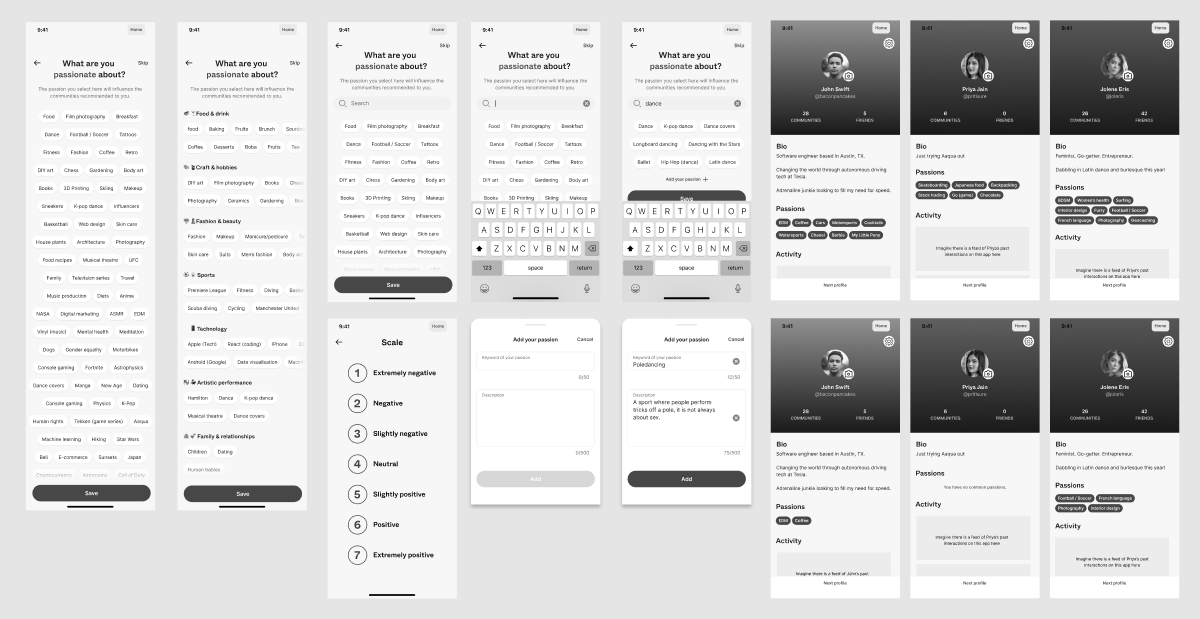 9:41
Home
What are you
passionate about?
Skip
The passion you select here will influence the
communities recommended to you.
Food
Film photography
Breakfast
Dance
Football / Soccer
Tattoos
Fitness
Fashion
Coffee
Retro
DIY art
Chess
Gardening
Body art
Books
3D Printing
Skiing
Makeup
Sneakers
K-pop dance
Influencers
Basketball
Web design
Skin care
House plants
Architecture
Photography
Food recipes
Musical theatre
UFC
Family
Television series
Travel
Music production
Diets
Anime
NASA
Digital marketing
ASMR
EDM
Vinyl (music)
Mental health
Meditation
Dogs
Gender equality
Motorbikes
Console gaming
Fortnite
Astrophysics
Dance covers
Manga
New Age
Dating
Console gaming
Physics
K-Pop
Human rights
Tekken (game series)
Aaqua
Machine learning
Hiking
Star Wars
Bali
E-commerce
Sunsets
Japan
Cryptocurrency
Astronomy
Call of Duty
Save
9:41
Home
What are you
passionate about?
Skip
The passion you select here will influence the
communities recommended to you.
Food & drink
food
Baking
Fruits
Brunch
Coffee
Desserts
Boba
Fruits
Craft & hobbies
DIY art
Film photography
Books
Photography
Ceramics
Gardening
Fashion & beauty
Fashion
Makeup
Manicure/pedicure
Skin care
Suits
Men's fashion
Body
Sports
Premiere League
Fitness
Diving
Scuba diving
Cycling
Manchester United
Technology
Apple (Tech)
React (coding)
iPhone
Android (Google)
Data visualisation
Artistic performance
Hamilton
Dance
K-pop dance
Musical theatre
Dance covers
Family & relationships
Children
Dating
Human babies
Save
9:41
Home
Skip
What are you
passionate about?
The passion you select here will influence the
communities recommended to you.
Search
Food
Film photography
Breakfast
Dance
Football / Soccer
Tattoos
Fitness
Fashion
Coffee
Retro
DIY art
Chess
Gardening
Body art
Books
3D Printing
Skiing
Makeup
Sneakers
K-pop dance
Influencers
Basketball
Web design
Skin care
House plants
Architecture
Photography
Save
9:41
Home
Skip
What are you
passionate about?
The passion you select here will influence the
communities recommended to you.
Food
Film photography
Breakfast
Dance
Football / Soccer
Tattoos
Fitness
Fashion
Coffee
Retro
DIY art
Chess
Gardening
Body art
Books
3D Printing
Skiing
Makeup
Q W E R T Y U I O P
A S D F G H J K L
Z X C V B N M
123
space
return
9:41
Home
Skip
What are you
passionate about?
The passion you select here will influence the
communities recommended to you.
dance
Dance
K-pop dance
Dance covers
Longboard dancing
Dancing with the Stars
Ballet
Hip Hop (dance)
Latin dance
Add your passion
Save
Q W E R T Y U I O P
A S D F G H J K L
Z X C V B N M
123
space
return
9:41
Home
Scale
1
Extremely negative
2
Negative
3
Slightly negative
4
Neutral
5
Slightly positive
6
Positive
7
Extremely positive
Add your passion
Cancel
Keyword of your passion
0/50
Description
0/500
Add
Add your passion
Cancel
Keyword of your passion
Poledancing
12/50
Description
A sport where people perform
tricks off a pole, it is not always
about sex.
75/500
Add
9:41
Home
John Swift
@baconpancakes
28
COMMUNITIES
5
FRIENDS
Bio
Software engineer based in Austin, TX.
Changing the world through autonomous driving
tech at Tesla.
Adrenaline junkie looking to fill my need for speed.
Passions
EDM
Coffee
Cars
Motorsports
Cocktails
Watersports
Chanel
Barbie
My Little Pony
Activity
Next profile
9:41
Home
Priya Jain
@pritisure
6
COMMUNITIES
0
FRIENDS
Bio
Just trying Aaqua out
Passions
Skateboarding
Japanese food
Backpacking
Stock trading
Go (game)
Chocolate
Activity
Imagine there is a feed of Priya's past
interactions on this app here
Next profile
9:41
Home
Jolene Eris
@joleris
26
COMMUNITIES
42
FRIENDS
Bio
Feminist, Go-getter. Entrepreneur.
Dabbling in Latin dance and burlesque this year!
Passions
BDSM
Women's health
Surfing
Interior design
Furry
Football / Soccer
French language
Photography
Geocaching
Activity
Imagine there is a feed of Priya's past
Next profile
9:41
Home
John Swift
@baconpancakes
28
COMMUNITIES
5
FRIENDS
Bio
Software engineer based in Austin, TX.
Changing the world through autonomous driving
tech at Tesla.
Adrenaline junkie looking to fill my need for speed.
Passions
EDM
Coffee
Activity
Imagine there is a feed of John's past
Next profile
9:41
Home
Priya Jain
@pritisure
6
COMMUNITIES
0
FRIENDS
Bio
Just trying Aaqua out
Passions
You have no common passions.
Activity
Imagine there is a feed of Priya's past
interactions on this app here
Next profile
9:41
Home
Jolene Eris
@joleris
26
COMMUNITIES
42
FRIENDS
Bio
Feminist, Go-getter. Entrepreneur.
Dabbling in Latin dance and burlesque this year!
Passions
Football / Soccer
French language
Photography
Interior design
Activity
Imagine there is a feed of Priya's past
interactions on this app here
Next profile